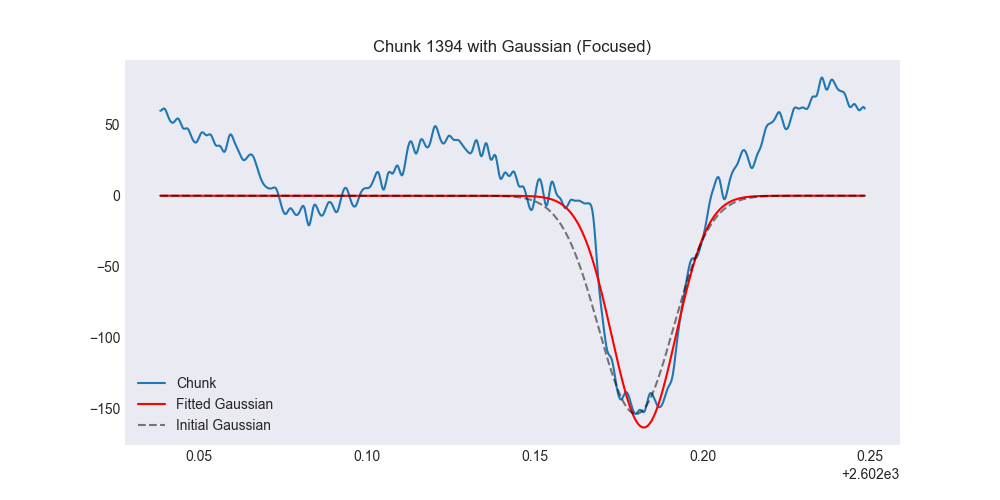 Chunk 1394 with Gaussian (Focused)
50
0
−50
−100
−150
Chunk
Fitted Gaussian
Initial Gaussian
0.05 0.10 0.15 0.20 0.25
+2.602e3